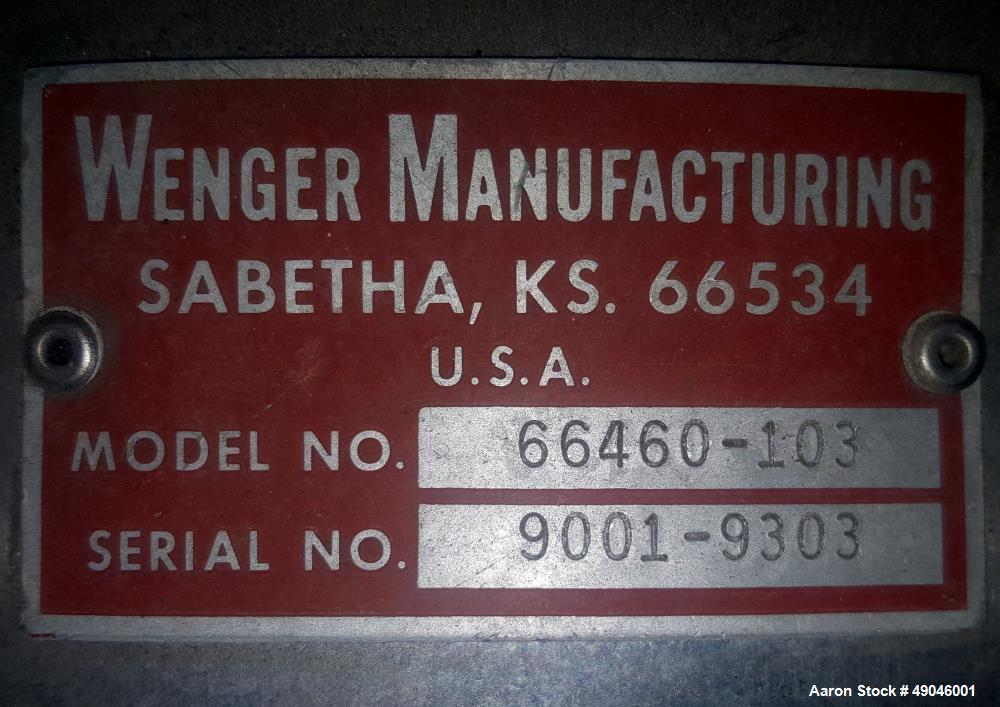 WENGER MANUFACTURING
SABETHA, KS. 66534
U.S.A.
MODEL NO. 66460-103
SERIAL NO. 9001-9303
Aaron Stock # 49046001